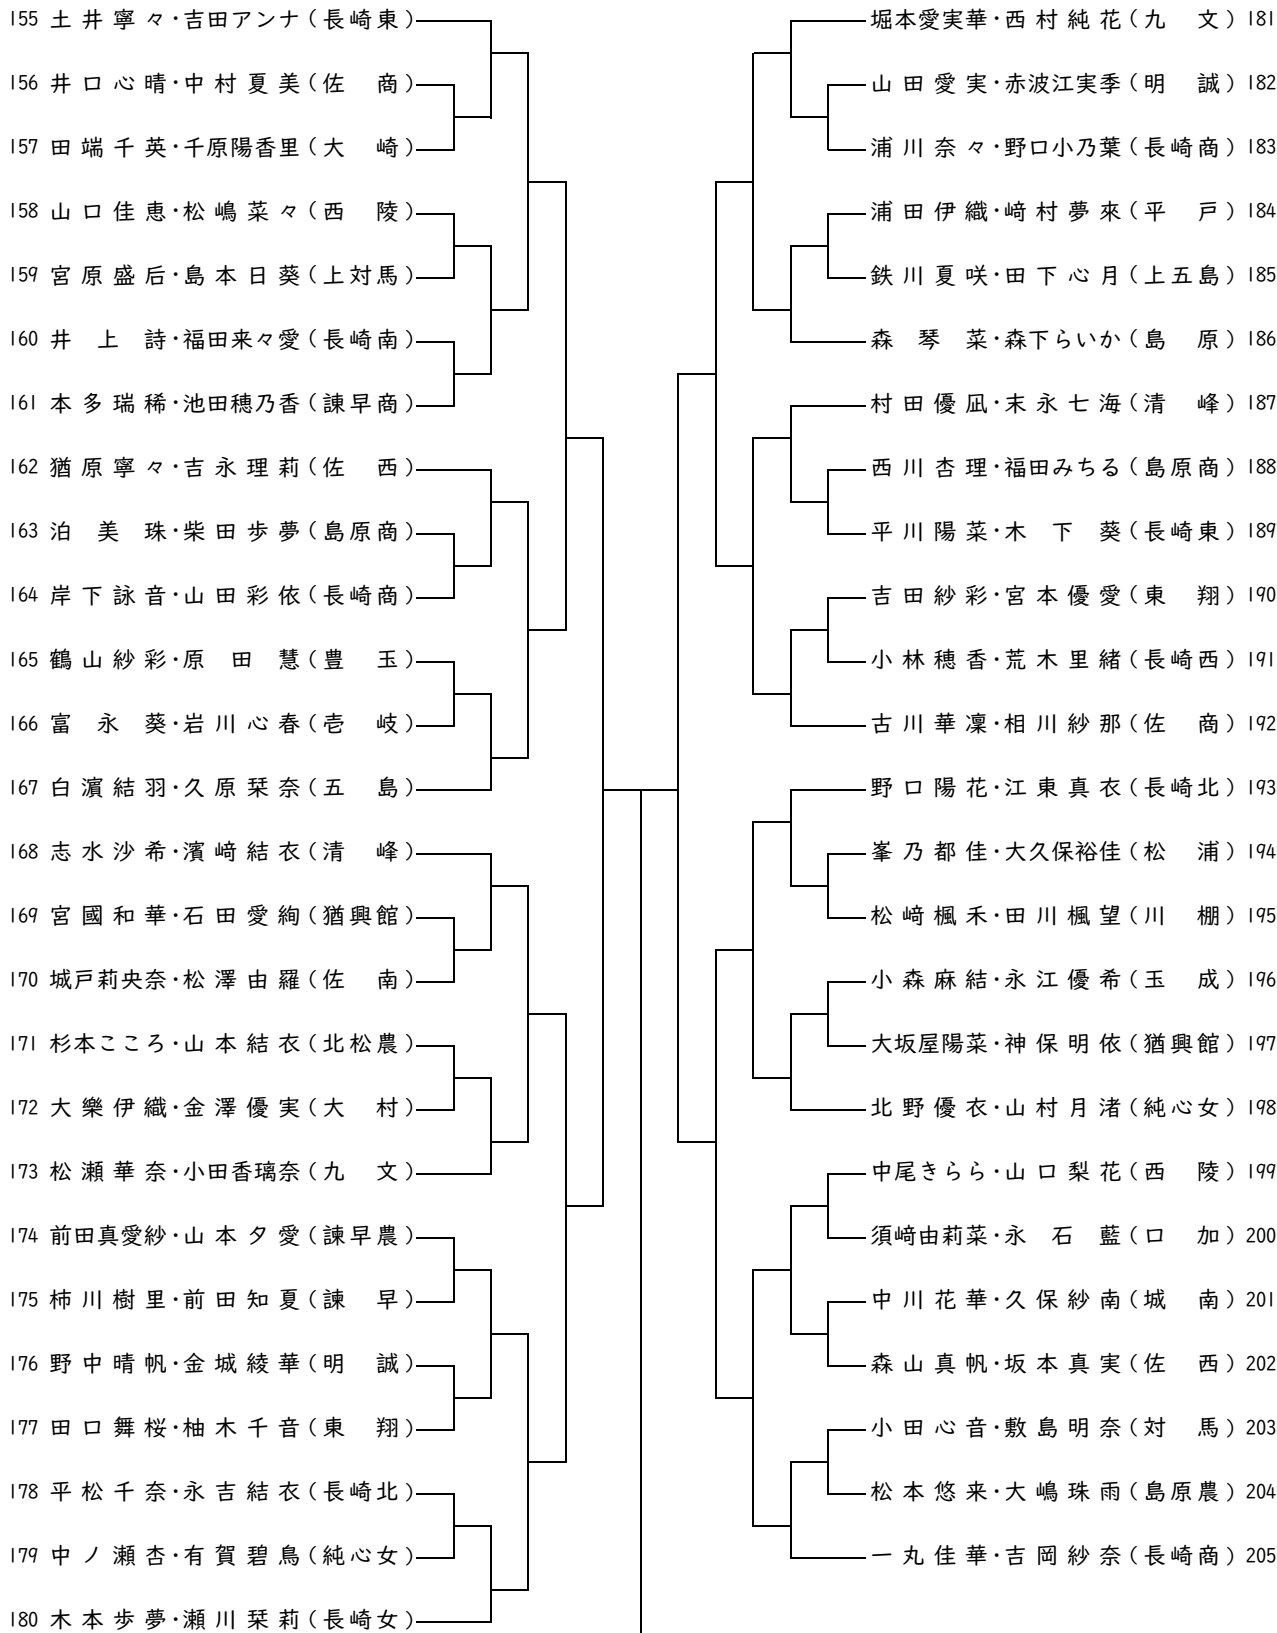 155 土井寧々・吉田アンナ(長崎東)
156 井口心晴・中村夏美(佐　商)
157 田端千英・千原陽香里(大　崎)
158 山口佳恵・松嶋菜々(西　陵)
159 宮原盛后・島本日葵(上対馬)
160 井上詩・福田来々愛(長崎南)
161 本多瑞稀・池田穂乃香(諫早商)
162 猶原寧々・吉永理莉(佐　西)
163 泊美珠・柴田歩夢(島原商)
164 岸下詠音・山田彩依(長崎商)
165 鶴山紗彩・原田慧(豊　玉)
166 富永葵・岩川心春(壱　岐)
167 白濵結羽・久原栞奈(五　島)
168 志水沙希・濱﨑結衣(清　峰)
169 宮國和華・石田愛絢(猶興館)
170 城戸莉央奈・松澤由羅(佐　南)
171 杉本こころ・山本結衣(北松農)
172 大樂伊織・金澤優実(大　村)
173 松瀬華奈・小田香璃奈(九　文)
174 前田真愛紗・山本夕愛(諫早農)
175 柿川樹里・前田知夏(諫　早)
176 野中晴帆・金城綾華(明　誠)
177 田口舞桜・柚木千音(東　翔)
178 平松千奈・永吉結衣(長崎北)
179 中ノ瀬杏・有賀碧鳥(純心女)
180 木本歩夢・瀬川栞莉(長崎女)
堀本愛実華・西村純花(九　文) 181
山田愛実・赤波江実季(明　誠) 182
浦川奈々・野口小乃葉(長崎商) 183
浦田伊織・﨑村夢來(平　戸) 184
鉄川夏咲・田下心月(上五島) 185
森琴菜・森下らいか(島　原) 186
村田優凪・末永七海(清　峰) 187
西川杏理・福田みちる(島原商) 188
平川陽菜・木下葵(長崎東) 189
吉田紗彩・宮本優愛(東　翔) 190
小林穂香・荒木里緒(長崎西) 191
古川華凜・相川紗那(佐　商) 192
野口陽花・江東真衣(長崎北) 193
峯乃都佳・大久保裕佳(松　浦) 194
松﨑楓禾・田川楓望(川　棚) 195
小森麻結・永江優希(玉　成) 196
大坂屋陽菜・神保明依(猶興館) 197
北野優衣・山村月渚(純心女) 198
中尾きらら・山口梨花(西　陵) 199
須﨑由莉菜・永石藍(口　加) 200
中川花華・久保紗南(城　南) 201
森山真帆・坂本真実(佐　西) 202
小田心音・敷島明奈(対　馬) 203
松本悠来・大嶋珠雨(島原農) 204
一丸佳華・吉岡紗奈(長崎商) 205